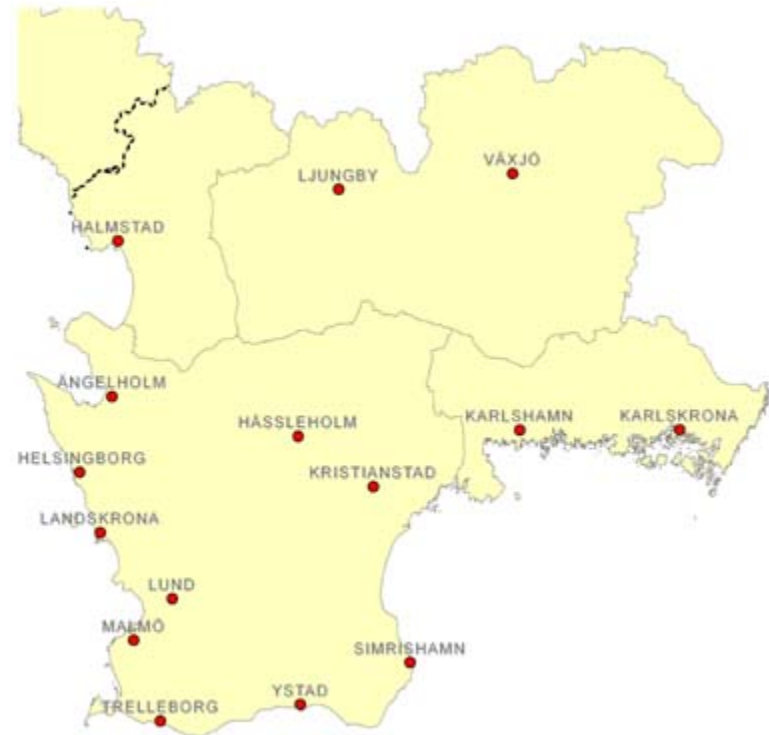 VÄXJÖ
LJUNGBY
HALMSTAD
ÄNGELHOLM
HÄSSLEHOLM
KARLSHAMN
KARLSKRONA
HELSINGBORG
KRISTIANSTAD
LANDSKRONA
LUND
MALMÖ
SIMRISHAMN
YSTAD
TRELLEBORG